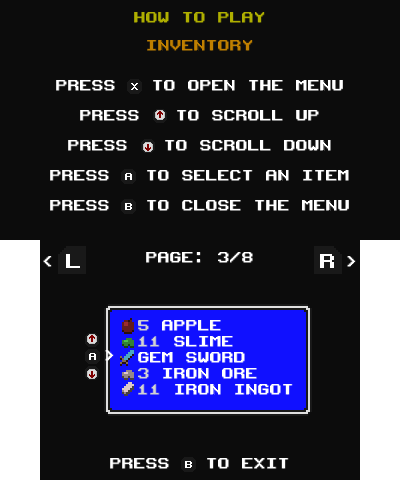 HOW TO PLAY
INVENTORY
PRESS X TO OPEN THE MENU
PRESS TO SCROLL UP
PRESS TO SCROLL DOWN
PRESS A TO SELECT AN ITEM
PRESS B TO CLOSE THE MENU
< L PAGE: 3/8 R >
5 APPLE
11 SLIME
A > GEM SWORD
3 IRON ORE
11 IRON INGOT
PRESS B TO EXIT